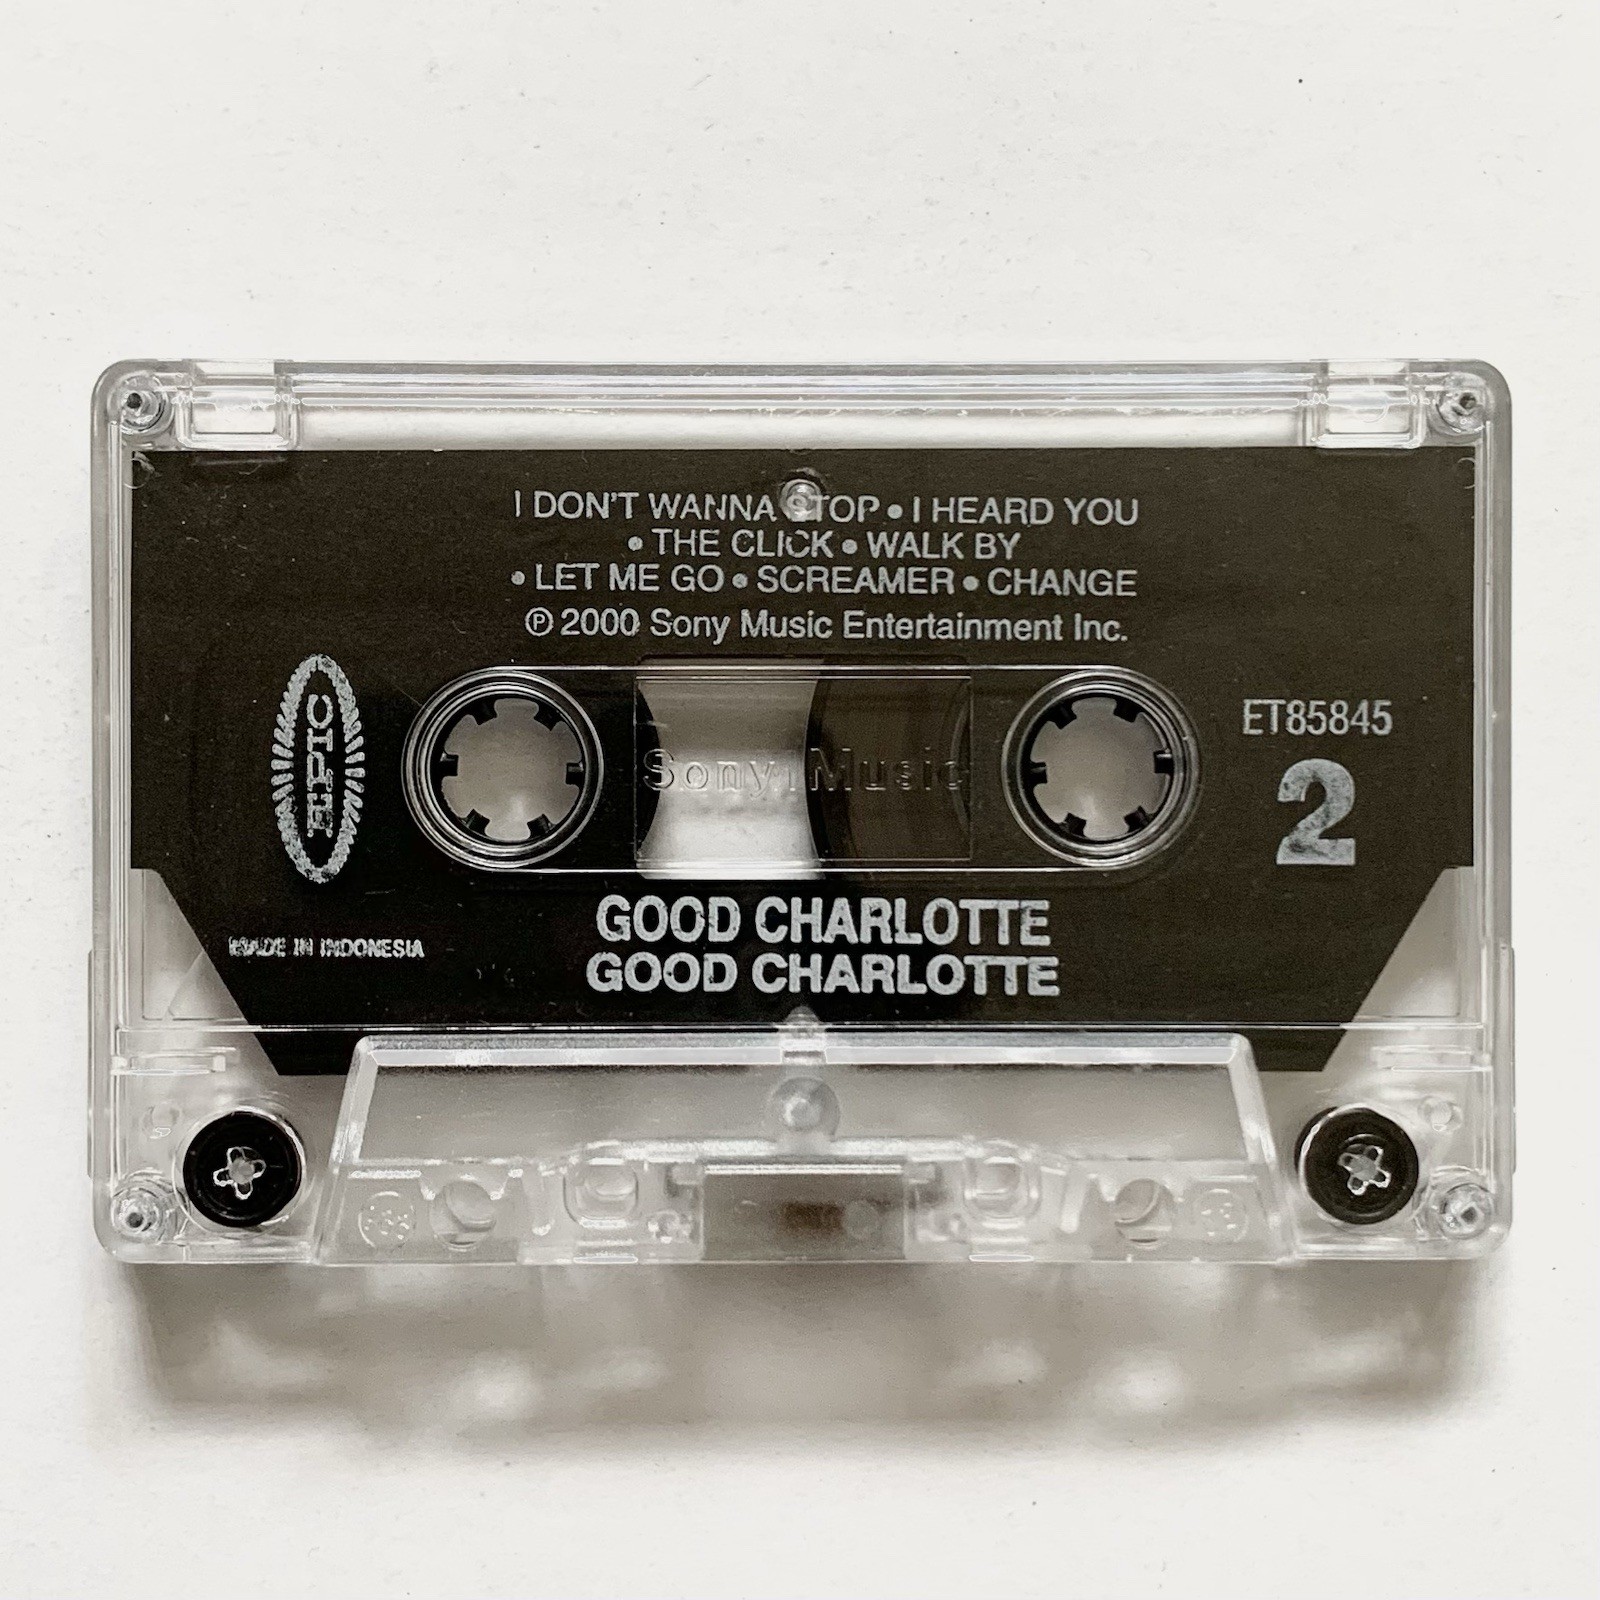 I DON'T WANNA STOP • I HEARD YOU
• THE CLICK • WALK BY
• LET ME GO • SCREAMER • CHANGE
℗ 2000 Sony Music Entertainment Inc.
EPIC
Sony Music
ET85845
2
GOOD CHARLOTTE
GOOD CHARLOTTE
MADE IN INDONESIA